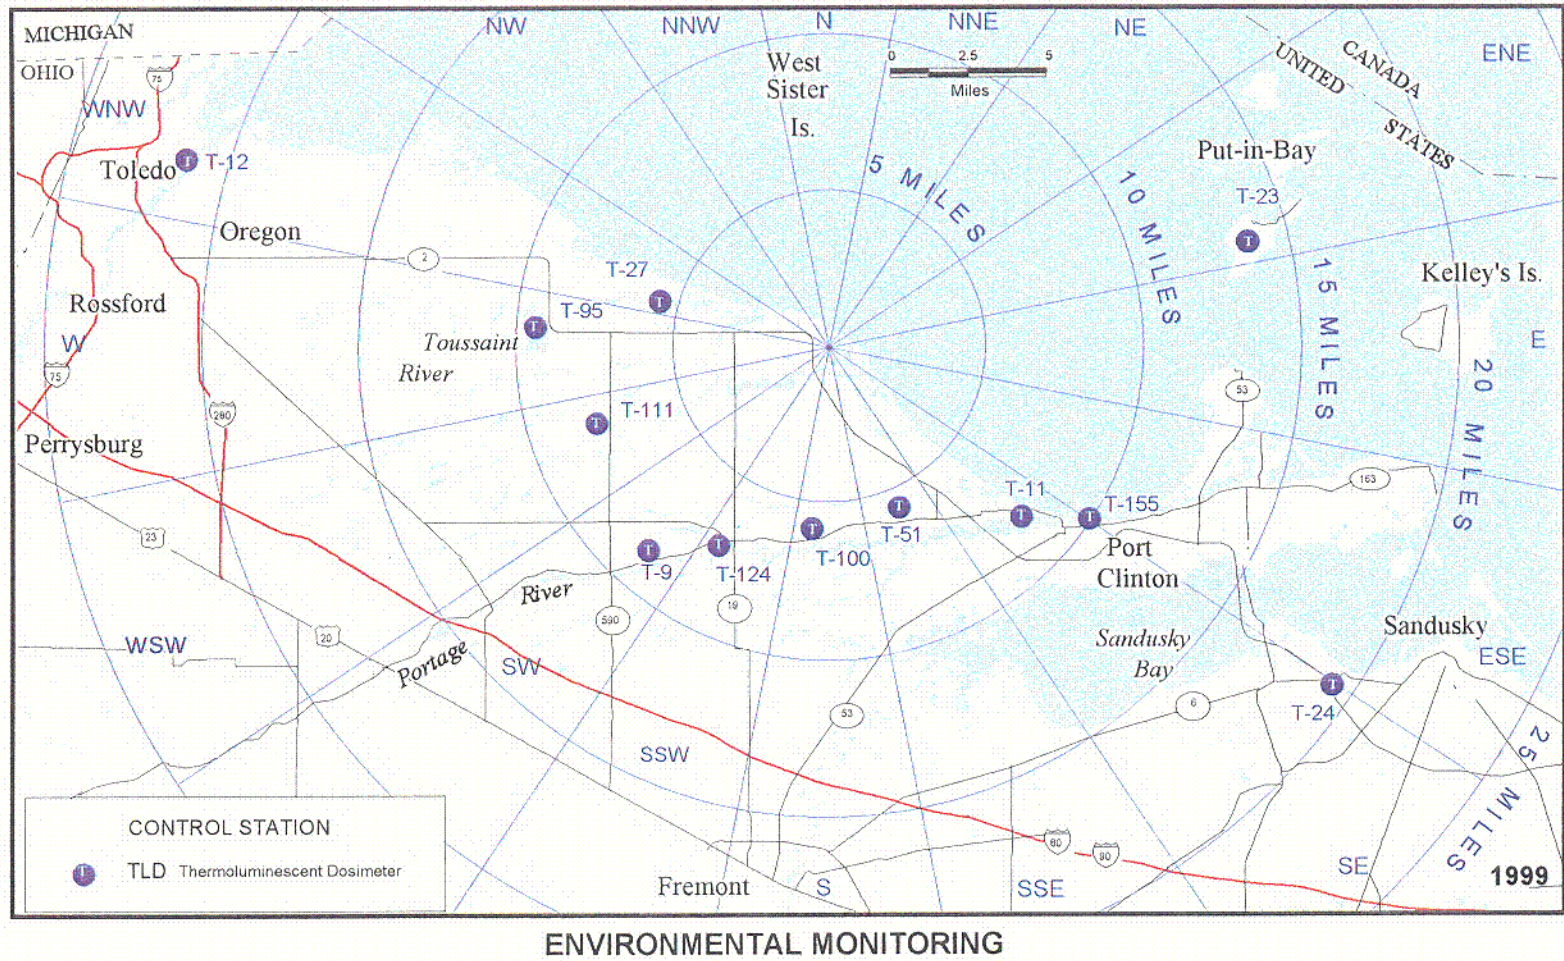 MICHIGAN
OHIO
NW
NNW
N
NNE
NE
ENE
CANADA
UNITED
STATES
0 2.5 5
Miles
West
Sister
Is.
75
WNW
Toledo
T
T-12
5 MILES
10 MILES
Put-in-Bay
T-23
T
Oregon
2
T-27
T
15 MILES
Kelley's Is.
Rossford
T-95
T
Toussaint
River
W
E
75
20 MILES
280
53
T-111
T
Perrysburg
163
T-11
T
T-155
T
T
T-51
T
T-100
23
T
T-9
T
T-124
Port
Clinton
River
590
19
20
Portage
WSW
SW
Sandusky
Bay
Sandusky
ESE
T
T-24
6
53
25 MILES
SSW
CONTROL STATION
T
TLD Thermoluminescent Dosimeter
80
90
Fremont
S
SSE
SE
1999
ENVIRONMENTAL MONITORING